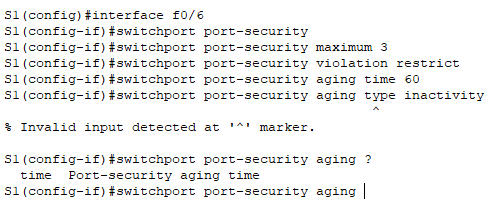 S1(config)#interface f0/6
S1(config-if)#switchport port-security
S1(config-if)#switchport port-security maximum 3
S1(config-if)#switchport port-security violation restrict
S1(config-if)#switchport port-security aging time 60
S1(config-if)#switchport port-security aging type inactivity
^
% Invalid input detected at '^' marker.
S1(config-if)#switchport port-security aging ?
time Port-security aging time
S1(config-if)#switchport port-security aging